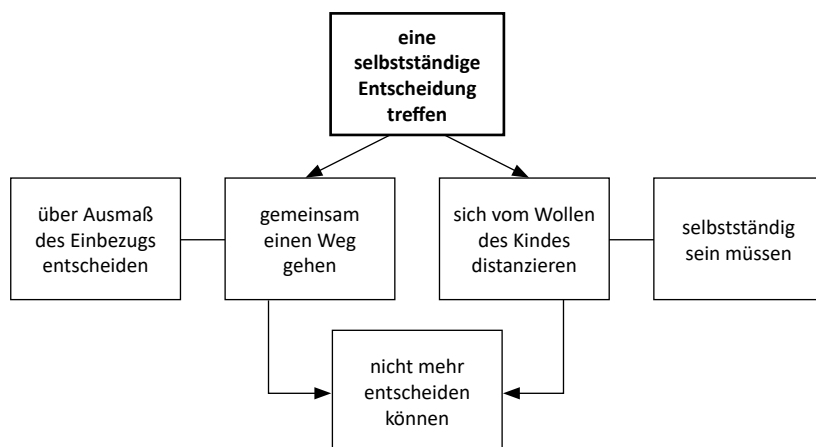 eine
selbstständige
Entscheidung
treffen
über Ausmaß
des Einbezugs
entscheiden
gemeinsam
einen Weg
gehen
sich vom Wollen
des Kindes
distanzieren
selbstständig
sein müssen
nicht mehr
entscheiden
können